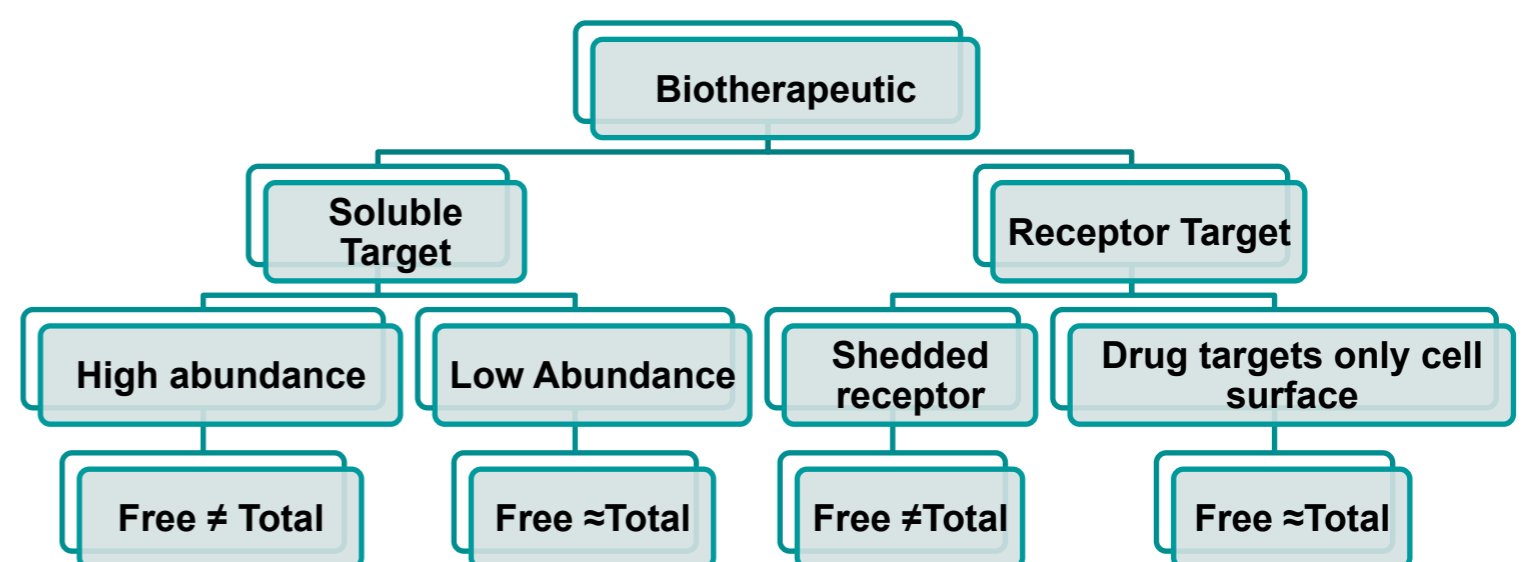 Biotherapeutic
Soluble
Target
Receptor Target
High abundance
Low Abundance
Shedded
receptor
Drug targets only cell
surface
Free ≠ Total
Free ≈Total
Free ≠Total
Free ≈Total